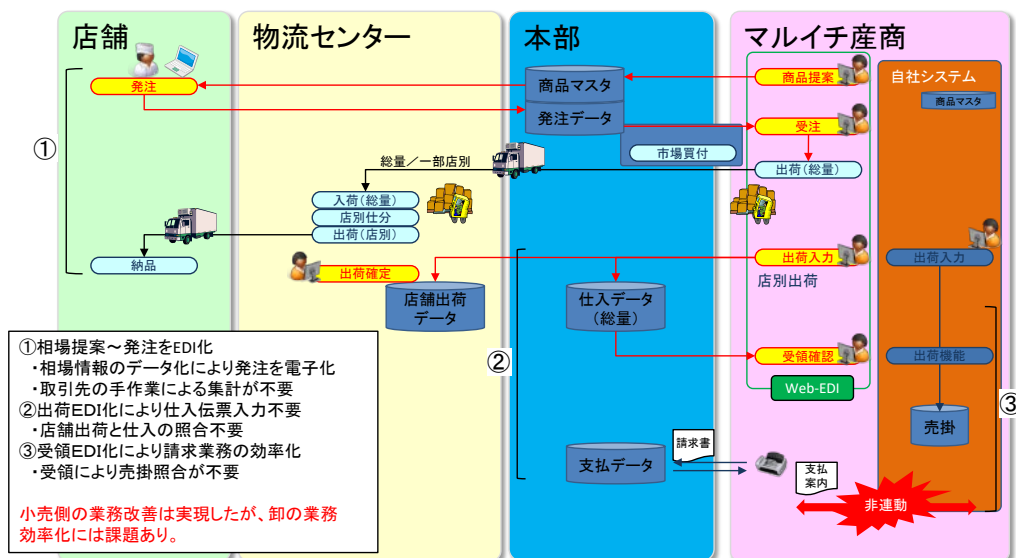 店舗
物流センター
本部
マルイチ産商
自社システム
商品マスタ
発注
商品マスタ
発注データ
商品提案
受注
市場買付
出荷(総量)
①
総量／一部店別
入荷(総量)
店別仕分
出荷(店別)
納品
出荷確定
店舗出荷
データ
仕入データ
(総量)
出荷入力
店別出荷
出荷入力
②
受領確認
Web-EDI
出荷機能
売掛
③
支払データ
請求書
支払
案内
非連動
①相場提案～発注をEDI化
・相場情報のデータ化により発注を電子化
・取引先の手作業による集計が不要
②出荷EDI化により仕入伝票入力不要
・店舗出荷と仕入の照合不要
③受領EDI化により請求業務の効率化
・受領により売掛照合が不要
小売側の業務改善は実現したが、卸の業務
効率化には課題あり。